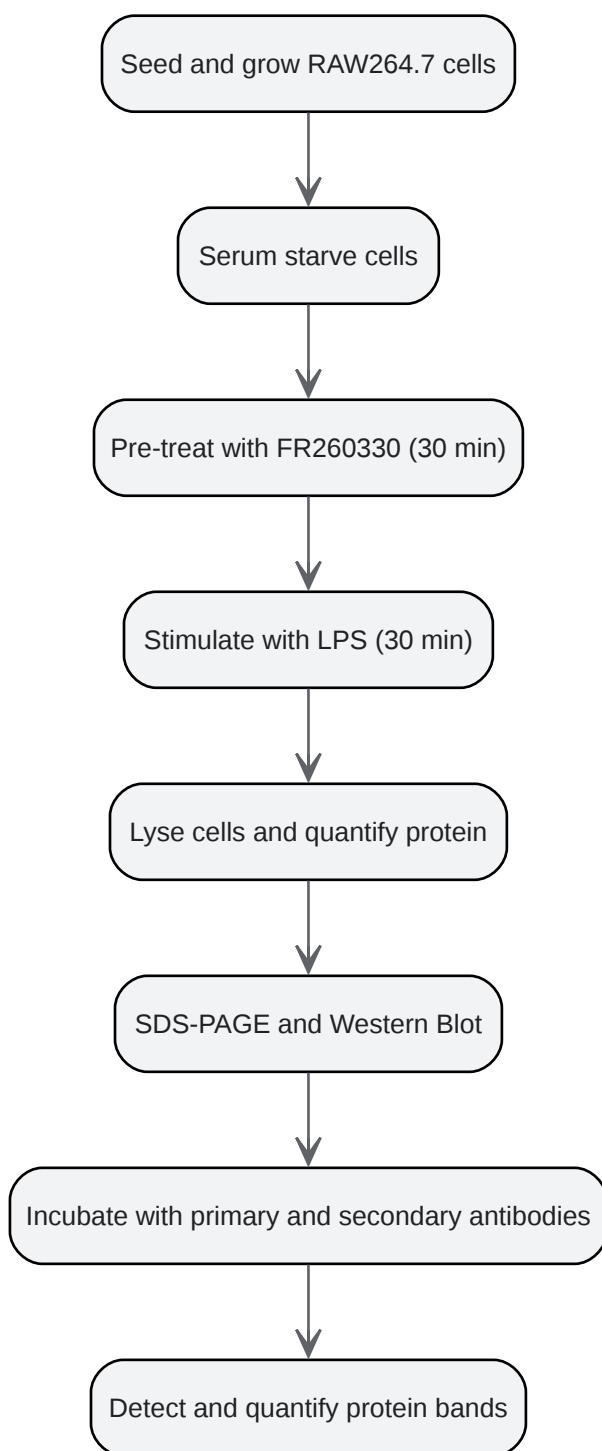 Seed and grow RAW264.7 cells
Serum starve cells
Pre-treat with FR260330 (30 min)
Stimulate with LPS (30 min)
Lyse cells and quantify protein
SDS-PAGE and Western Blot
Incubate with primary and secondary antibodies
Detect and quantify protein bands